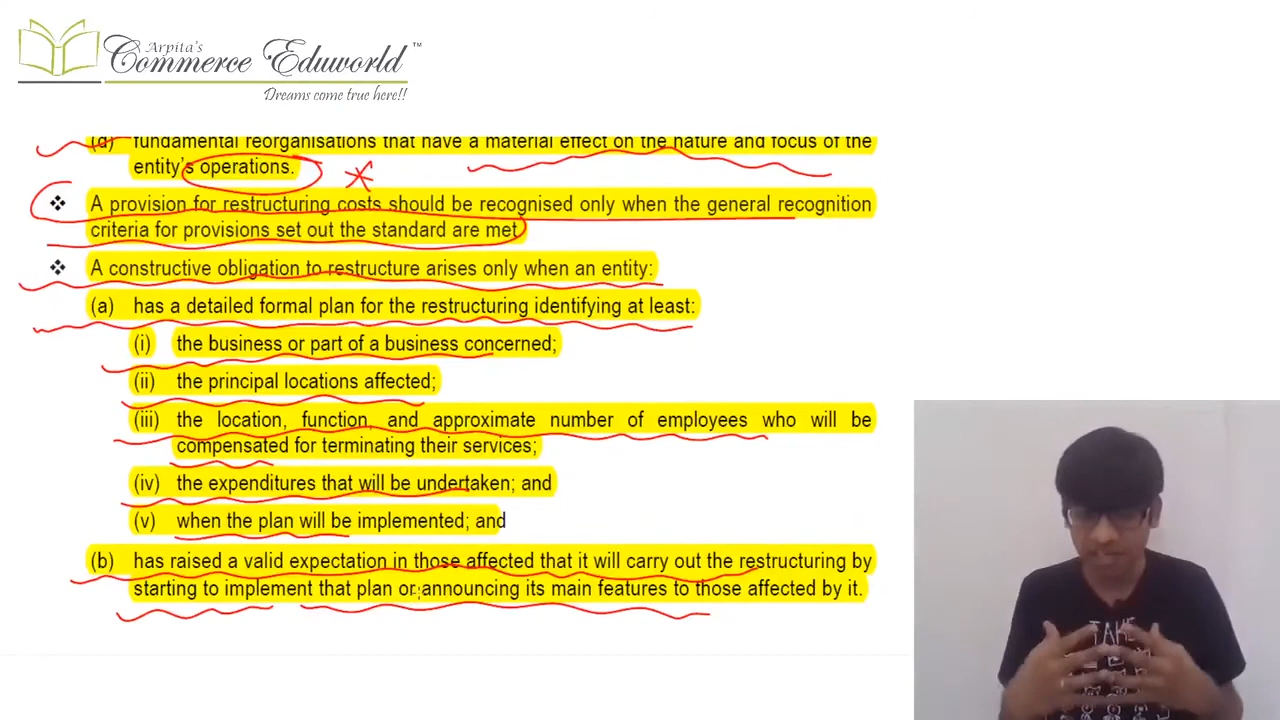 Arpita's
Commerce Eduworld™
Dreams come true here!!
(d) fundamental reorganisations that have a material effect on the nature and focus of the
entity's operations.
❖ A provision for restructuring costs should be recognised only when the general recognition
criteria for provisions set out the standard are met
❖ A constructive obligation to restructure arises only when an entity:
(a) has a detailed formal plan for the restructuring identifying at least:
(i) the business or part of a business concerned;
(ii) the principal locations affected;
(iii) the location, function, and approximate number of employees who will be
compensated for terminating their services;
(iv) the expenditures that will be undertaken; and
(v) when the plan will be implemented; and
(b) has raised a valid expectation in those affected that it will carry out the restructuring by
starting to implement that plan or announcing its main features to those affected by it.
TAKE